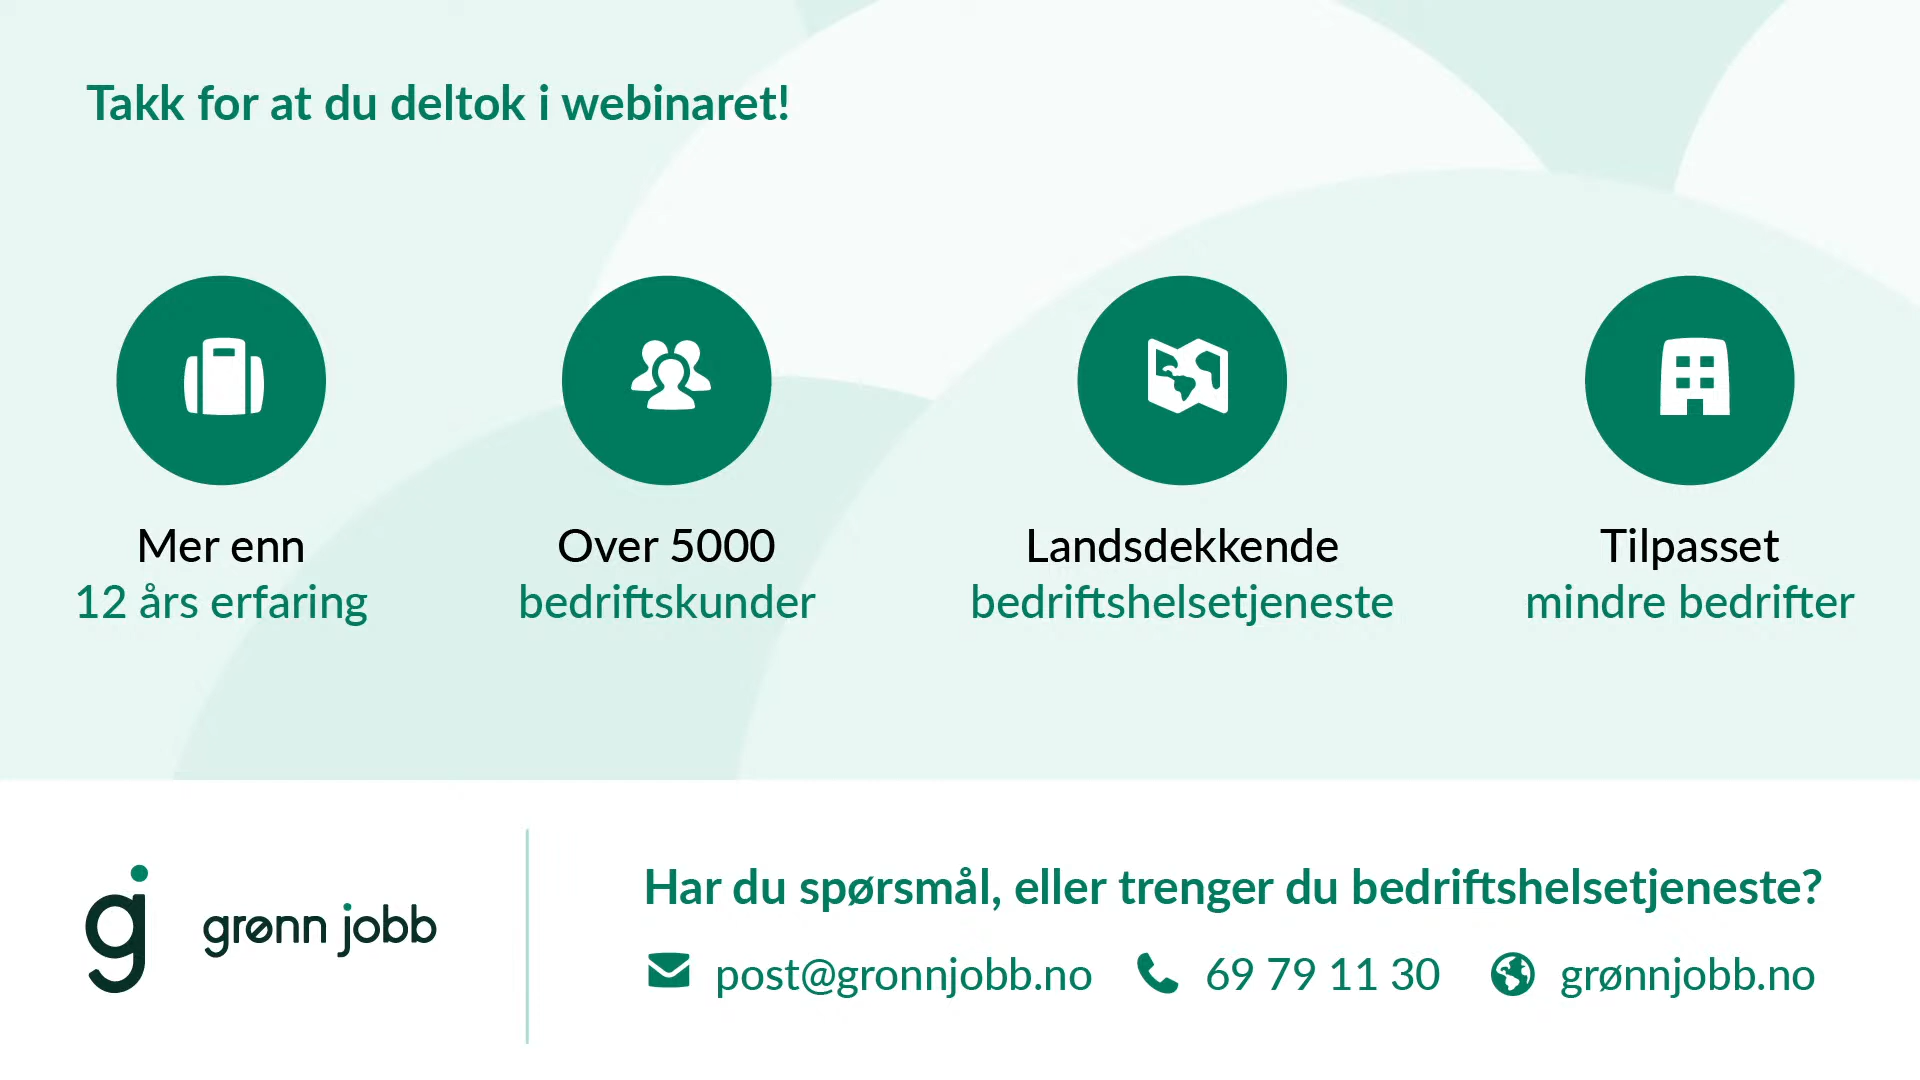 Takk for at du deltok i webinaret!
Mer enn
12 års erfaring
Over 5000
bedriftskunder
Landsdekkende
bedriftshelsetjeneste
Tilpasset
mindre bedrifter
g
grønn jobb
Har du spørsmål, eller trenger du bedriftshelsetjeneste?
post@gronnjobb.no
69 79 11 30
grønnjobb.no